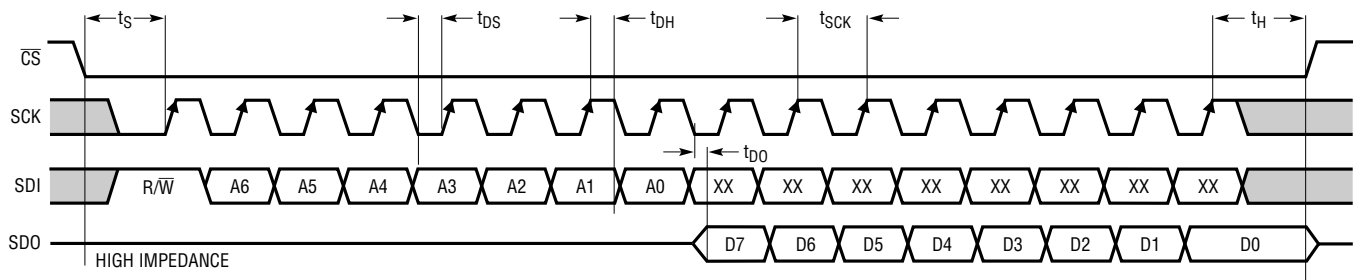 tS tDS tDH tSCK tH
CS
SCK
tDO
SDI R/W A6 A5 A4 A3 A2 A1 A0 XX XX XX XX XX XX XX XX
SDO D7 D6 D5 D4 D3 D2 D1 D0
HIGH IMPEDANCE